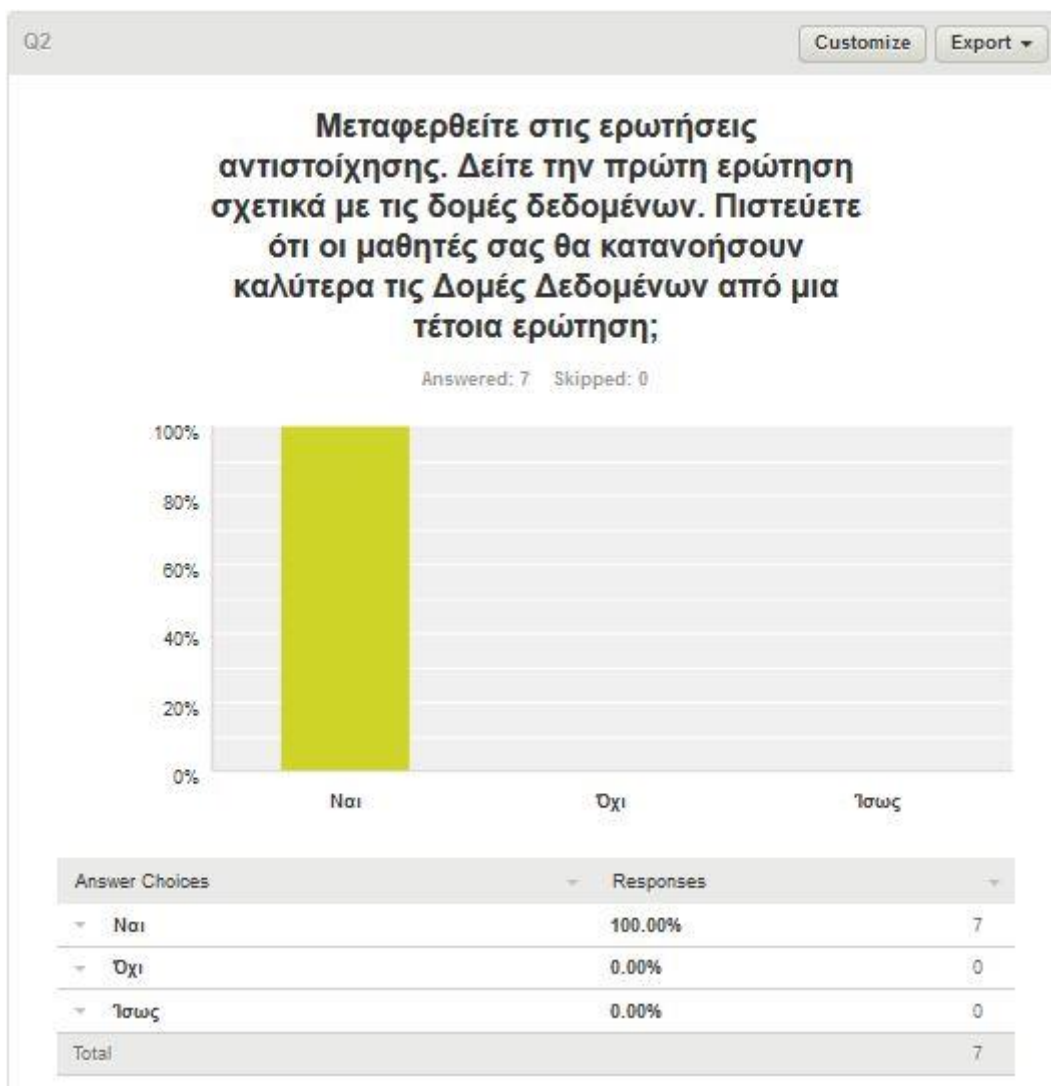 Q2
Customize
Export
Μεταφερθείτε στις ερωτήσεις
αντιστοίχησης. Δείτε την πρώτη ερώτηση
σχετικά με τις δομές δεδομένων. Πιστεύετε
ότι οι μαθητές σας θα κατανοήσουν
καλύτερα τις Δομές Δεδομένων από μια
τέτοια ερώτηση;
Answered: 7 Skipped: 0
100%
80%
60%
40%
20%
0%
Ναι Όχι Ίσως
Answer Choices Responses
Ναι 100.00% 7
Όχι 0.00% 0
Ίσως 0.00% 0
Total 7